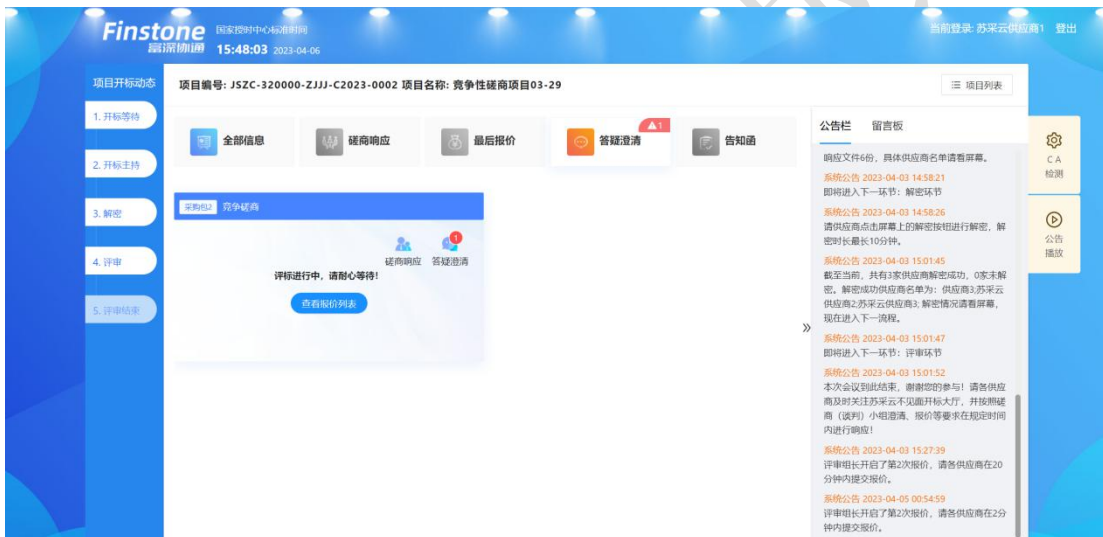 Finstone
富深协通
国家授时中心标准时间
15:48:03 2023-04-06
当前登录: 苏采云供应商1 登出
项目开标动态
1. 开标等待
2. 开标主持
3. 解密
4. 评审
5. 评审结束
项目编号: JSZC-320000-ZJJJ-C2023-0002 项目名称: 竞争性磋商项目03-29
项目列表
全部信息
磋商响应
最后报价
答疑澄清
1
告知函
采购包2 竞争磋商
磋商响应
1
答疑澄清
评标进行中，请耐心等待！
查看报价列表
»
公告栏 留言板
响应文件6份，具体供应商名单请看屏幕。
系统公告 2023-04-03 14:58:21
即将进入下一环节：解密环节
系统公告 2023-04-03 14:58:26
请供应商点击屏幕上的解密按钮进行解密，解
密时长最长10分钟。
系统公告 2023-04-03 15:01:45
截至当前，共有3家供应商解密成功，0家未解
密。解密成功供应商名单为：供应商3;苏采云
供应商2;苏采云供应商3; 解密情况请看屏幕，
现在进入下一流程。
系统公告 2023-04-03 15:01:47
即将进入下一环节：评审环节
系统公告 2023-04-03 15:01:52
本次会议到此结束，谢谢您的参与！请各供应
商及时关注苏采云不见面开标大厅，并按照磋
商（谈判）小组澄清、报价等要求在规定时间
内进行响应！
系统公告 2023-04-03 15:27:39
评审组长开启了第2次报价，请各供应商在20
分钟内提交报价。
系统公告 2023-04-05 00:54:59
评审组长开启了第2次报价，请各供应商在2分
钟内提交报价。
CA
检测
公告
播放